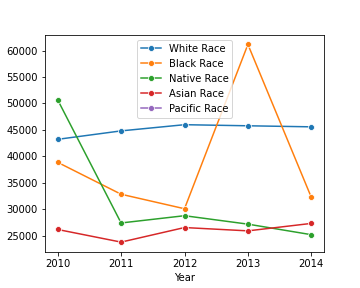 White Race
Black Race
Native Race
Asian Race
Pacific Race
60000
55000
50000
45000
40000
35000
30000
25000
2010 2011 2012 2013 2014
Year